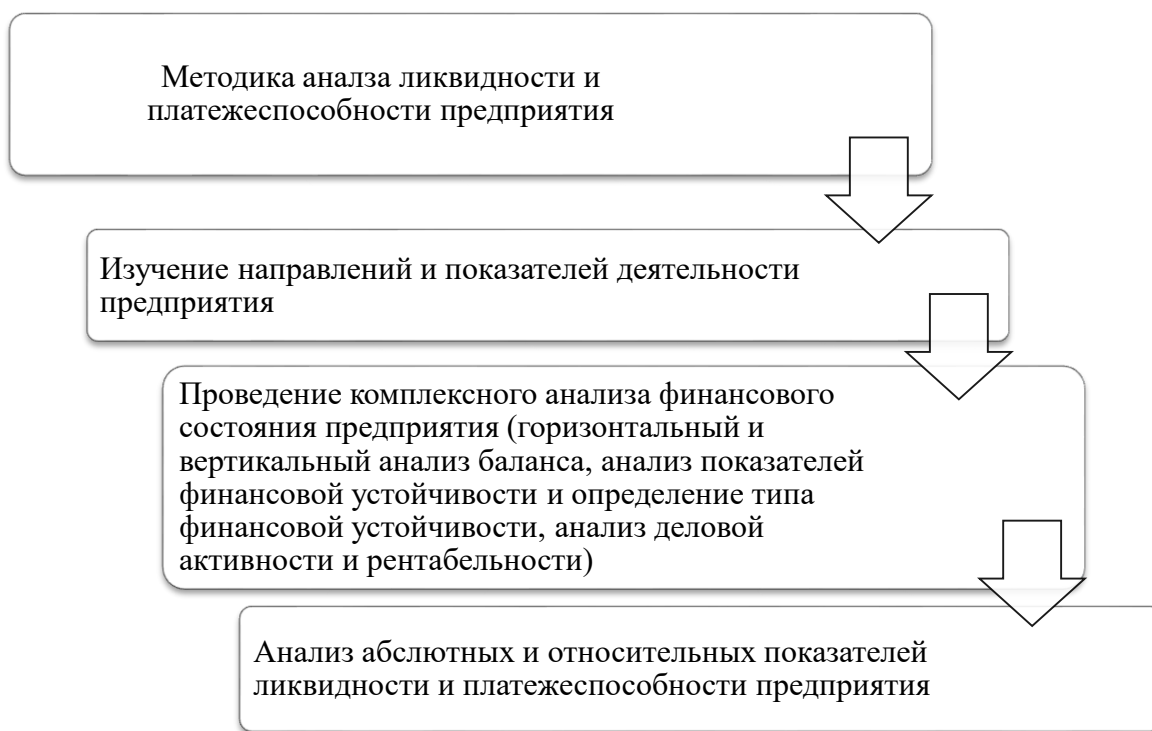 Методика аналза ликвидности и
платежеспособности предприятия
Изучение направлений и показателей деятельности
предприятия
Проведение комплексного анализа финансового
состояния предприятия (горизонтальный и
вертикальный анализ баланса, анализ показателей
финансовой устойчивости и определение типа
финансовой устойчивости, анализ деловой
активности и рентабельности)
Анализ абслютных и относительных показателей
ликвидности и платежеспособности предприятия